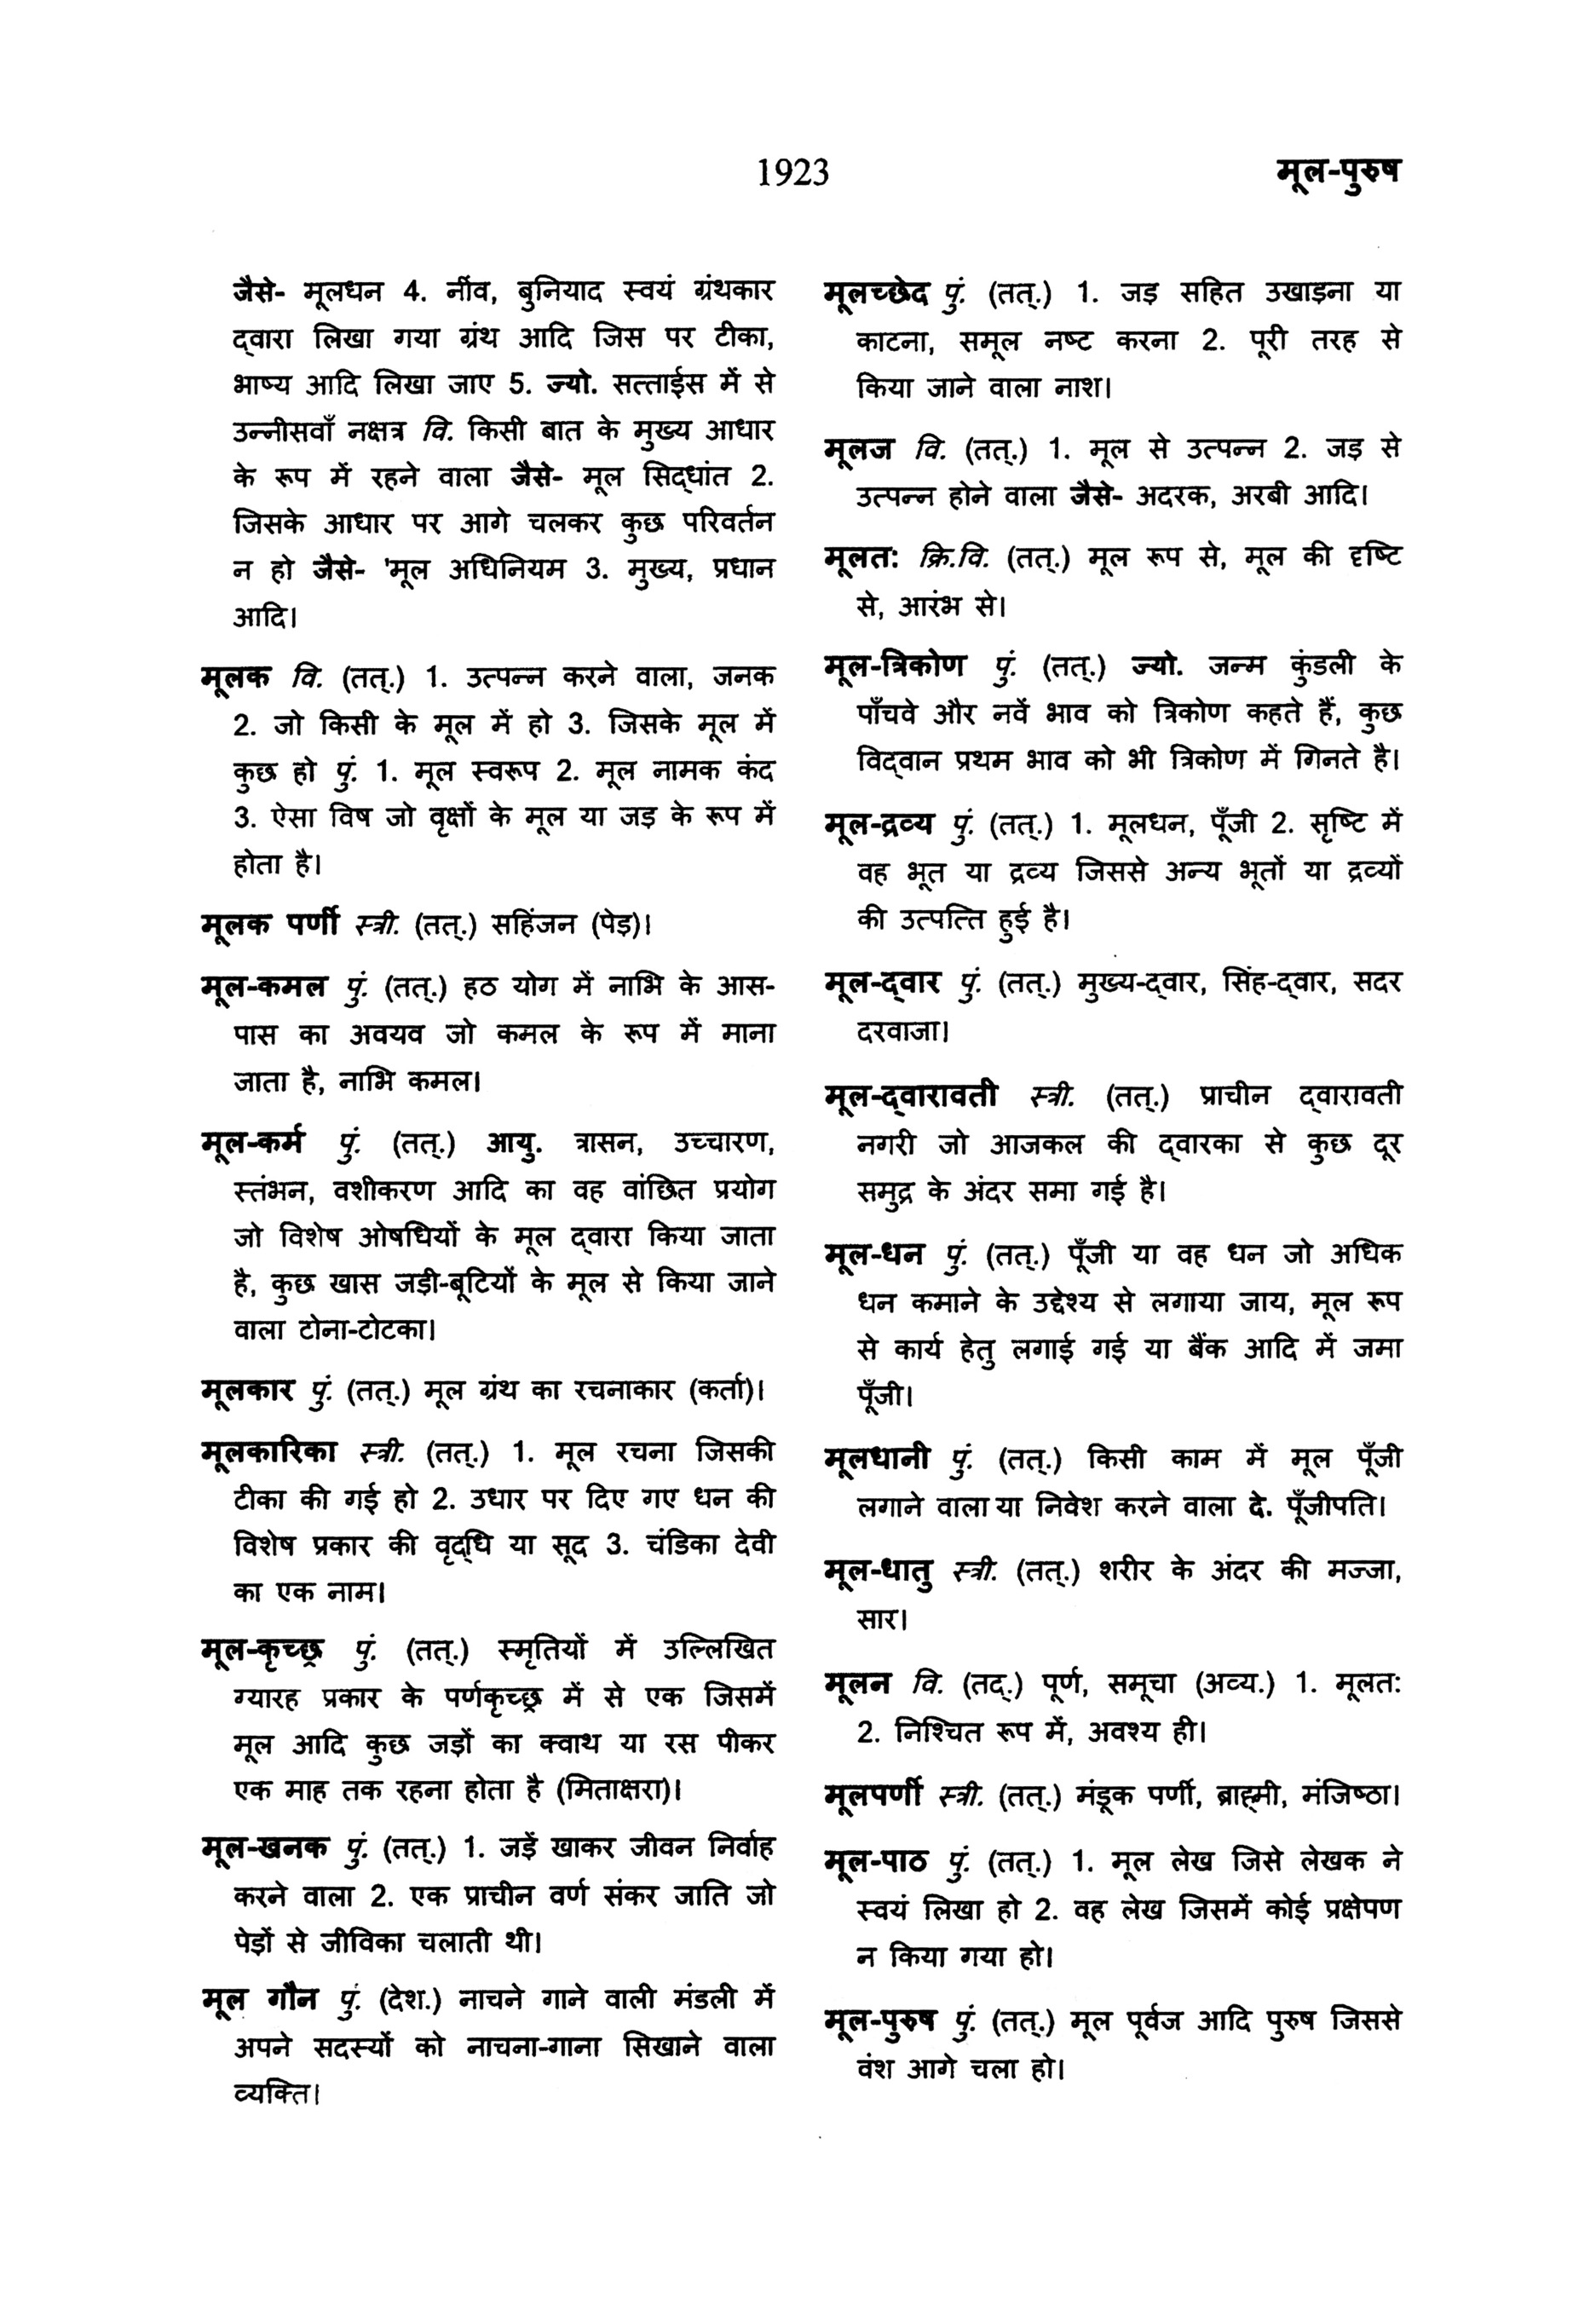 1923
मूल-पुरुष
जैसे- मूलधन 4. नींव, बुनियाद स्वयं ग्रंथकार
द्‌वारा लिखा गया ग्रंथ आदि जिस पर टीका,
भाष्य आदि लिखा जाए 5. ज्यो. सत्ताईस में से
उन्नीसवाँ नक्षत्र वि. किसी बात के मुख्य आधार
के रूप में रहने वाला जैसे- मूल सिद्‌धांत 2.
जिसके आधार पर आगे चलकर कुछ परिवर्तन
न हो जैसे- 'मूल अधिनियम 3. मुख्य, प्रधान
आदि।
मूलक वि. (तत्.) 1. उत्पन्न करने वाला, जनक
2. जो किसी के मूल में हो 3. जिसके मूल में
कुछ हो पुं. 1. मूल स्वरूप 2. मूल नामक कंद
3. ऐसा विष जो वृक्षों के मूल या जड़ के रूप में
होता है।
मूलक पर्णी स्त्री. (तत्.) सहिंजन (पेड़)।
मूल-कमल पुं. (तत्.) हठ योग में नाभि के आस-
पास का अवयव जो कमल के रूप में माना
जाता है, नाभि कमल।
मूल-कर्म पुं. (तत्.) आयु. त्रासन, उच्चारण,
स्तंभन, वशीकरण आदि का वह वांछित प्रयोग
जो विशेष ओषधियों के मूल द्‌वारा किया जाता
है, कुछ खास जड़ी-बूटियों के मूल से किया जाने
वाला टोना-टोटका।
मूलकार पुं. (तत्.) मूल ग्रंथ का रचनाकार (कर्ता)।
मूलकारिका स्त्री. (तत्.) 1. मूल रचना जिसकी
टीका की गई हो 2. उधार पर दिए गए धन की
विशेष प्रकार की वृद्‌धि या सूद 3. चंडिका देवी
का एक नाम।
मूल-कृच्छ्र पुं. (तत्.) स्मृतियों में उल्लिखित
ग्यारह प्रकार के पर्णकृच्छ्र में से एक जिसमें
मूल आदि कुछ जड़ों का क्वाथ या रस पीकर
एक माह तक रहना होता है (मिताक्षरा)।
मूल-खनक पुं. (तत्.) 1. जड़ें खाकर जीवन निर्वाह
करने वाला 2. एक प्राचीन वर्ण संकर जाति जो
पेड़ों से जीविका चलाती थी।
मूल गौन पुं. (देश.) नाचने गाने वाली मंडली में
अपने सदस्यों को नाचना-गाना सिखाने वाला
व्यक्ति।
मूलच्छेद पुं. (तत्.) 1. जड़ सहित उखाड़ना या
काटना, समूल नष्ट करना 2. पूरी तरह से
किया जाने वाला नाश।
मूलज वि. (तत्.) 1. मूल से उत्पन्न 2. जड़ से
उत्पन्न होने वाला जैसे- अदरक, अरबी आदि।
मूलत: क्रि.वि. (तत्.) मूल रूप से, मूल की दृष्टि
से, आरंभ से।
मूल-त्रिकोण पुं. (तत्.) ज्यो. जन्म कुंडली के
पाँचवे और नवें भाव को त्रिकोण कहते हैं, कुछ
विद्‌वान प्रथम भाव को भी त्रिकोण में गिनते है।
मूल-द्रव्य पुं. (तत्.) 1. मूलधन, पूँजी 2. सृष्टि में
वह भूत या द्रव्य जिससे अन्य भूतों या द्रव्यों
की उत्पत्ति हुई है।
मूल-द्‌वार पुं. (तत्.) मुख्य-द्‌वार, सिंह-द्‌वार, सदर
दरवाजा।
मूल-द्‌वारावती स्त्री. (तत्.) प्राचीन द्‌वारावती
नगरी जो आजकल की द्‌वारका से कुछ दूर
समुद्र के अंदर समा गई है।
मूल-धन पुं. (तत्.) पूँजी या वह धन जो अधिक
धन कमाने के उद्देश्य से लगाया जाय, मूल रूप
से कार्य हेतु लगाई गई या बैंक आदि में जमा
पूँजी।
मूलधानी पुं. (तत्.) किसी काम में मूल पूँजी
लगाने वाला या निवेश करने वाला दे. पूँजीपति।
मूल-धातु स्त्री. (तत्.) शरीर के अंदर की मज्जा,
सार।
मूलन वि. (तद्.) पूर्ण, समूचा (अव्य.) 1. मूलत:
2. निश्चित रूप में, अवश्य ही।
मूलपर्णी स्त्री. (तत्.) मंडूक पर्णी, ब्राह्‌मी, मंजिष्ठा।
मूल-पाठ पुं. (तत्.) 1. मूल लेख जिसे लेखक ने
स्वयं लिखा हो 2. वह लेख जिसमें कोई प्रक्षेपण
न किया गया हो।
मूल-पुरुष पुं. (तत्.) मूल पूर्वज आदि पुरुष जिससे
वंश आगे चला हो।